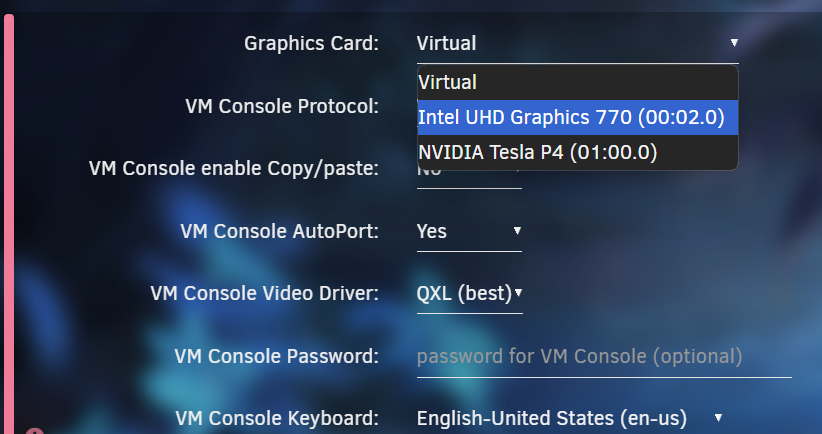 Graphics Card: Virtual
Virtual
VM Console Protocol:
Intel UHD Graphics 770 (00:02.0)
NVIDIA Tesla P4 (01:00.0)
VM Console enable Copy/paste: No
VM Console AutoPort: Yes
VM Console Video Driver: QXL (best)
VM Console Password: password for VM Console (optional)
VM Console Keyboard: English-United States (en-us)